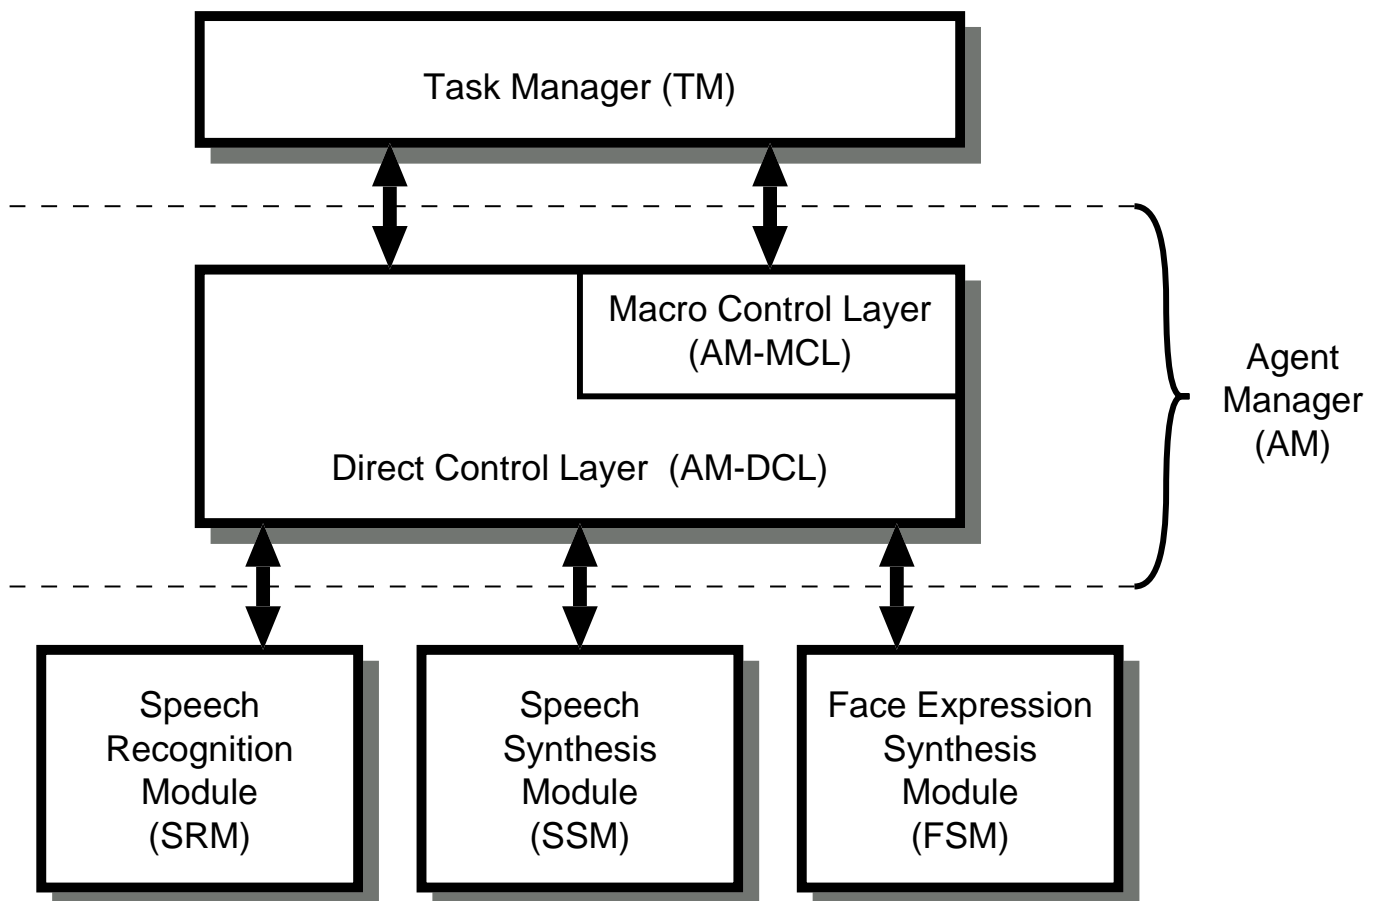 Task Manager (TM)
Macro Control Layer
(AM-MCL)
Direct Control Layer  (AM-DCL)
Agent
Manager
(AM)
Speech
Recognition
Module
(SRM)
Speech
Synthesis
Module
(SSM)
Face Expression
Synthesis
Module
(FSM)